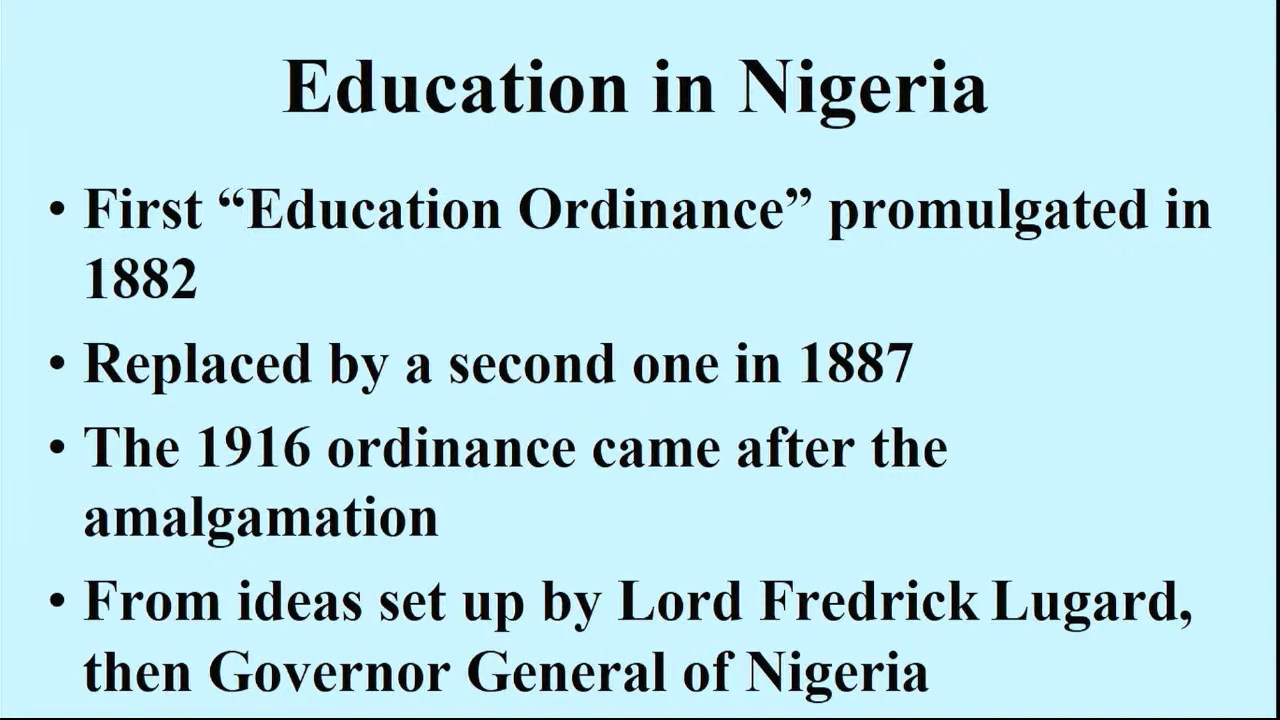 Education in Nigeria
• First “Education Ordinance” promulgated in
1882
• Replaced by a second one in 1887
• The 1916 ordinance came after the
amalgamation
• From ideas set up by Lord Fredrick Lugard,
then Governor General of Nigeria